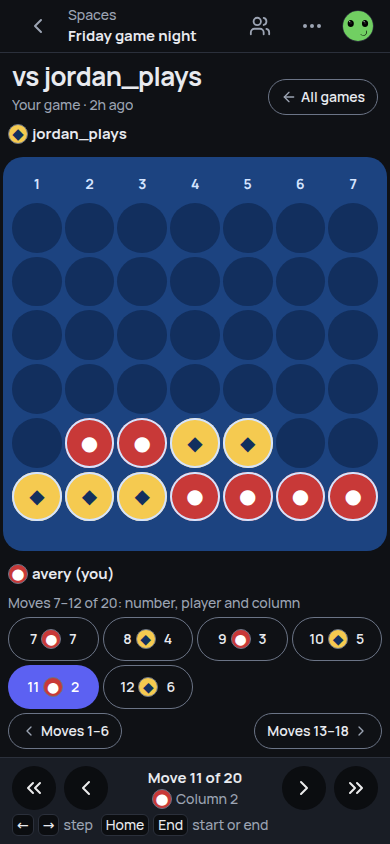 Spaces
Friday game night
vs jordan_plays
Your game · 2h ago
← All games
jordan_plays
1 2 3 4 5 6 7
avery (you)
Moves 7–12 of 20: number, player and column
7 7
8 4
9 3
10 5
11 2
12 6
Moves 1–6
Moves 13–18
Move 11 of 20
Column 2
← → step Home End start or end